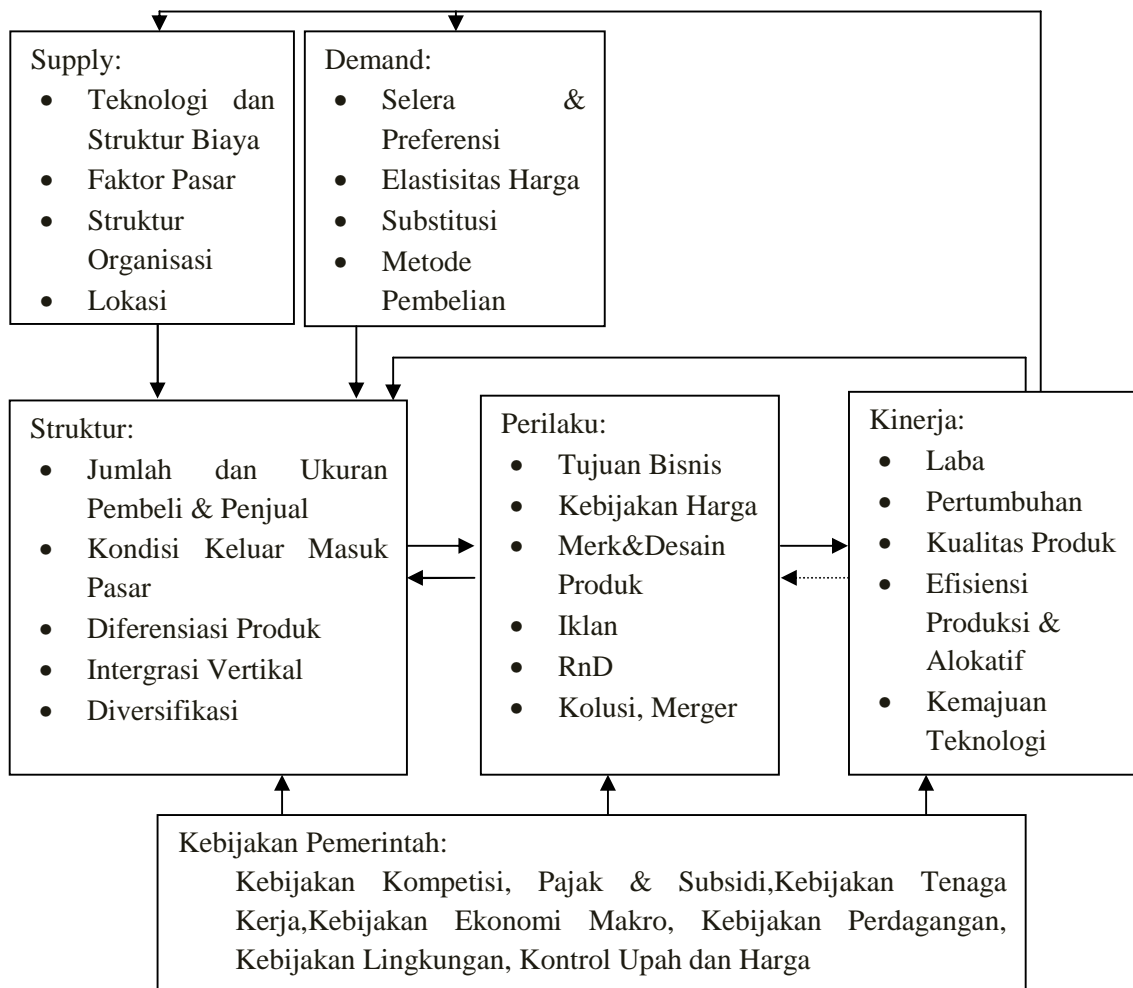 Supply:
• Teknologi dan
Struktur Biaya
• Faktor Pasar
• Struktur
Organisasi
• Lokasi
Demand:
• Selera &
Preferensi
• Elastisitas Harga
• Substitusi
• Metode
Pembelian
Struktur:
• Jumlah dan Ukuran
Pembeli & Penjual
• Kondisi Keluar Masuk
Pasar
• Diferensiasi Produk
• Intergrasi Vertikal
• Diversifikasi
Perilaku:
• Tujuan Bisnis
• Kebijakan Harga
• Merk&Desain
Produk
• Iklan
• RnD
• Kolusi, Merger
Kinerja:
• Laba
• Pertumbuhan
• Kualitas Produk
• Efisiensi
Produksi &
Alokatif
• Kemajuan
Teknologi
Kebijakan Pemerintah:
Kebijakan Kompetisi, Pajak & Subsidi,Kebijakan Tenaga
Kerja,Kebijakan Ekonomi Makro, Kebijakan Perdagangan,
Kebijakan Lingkungan, Kontrol Upah dan Harga